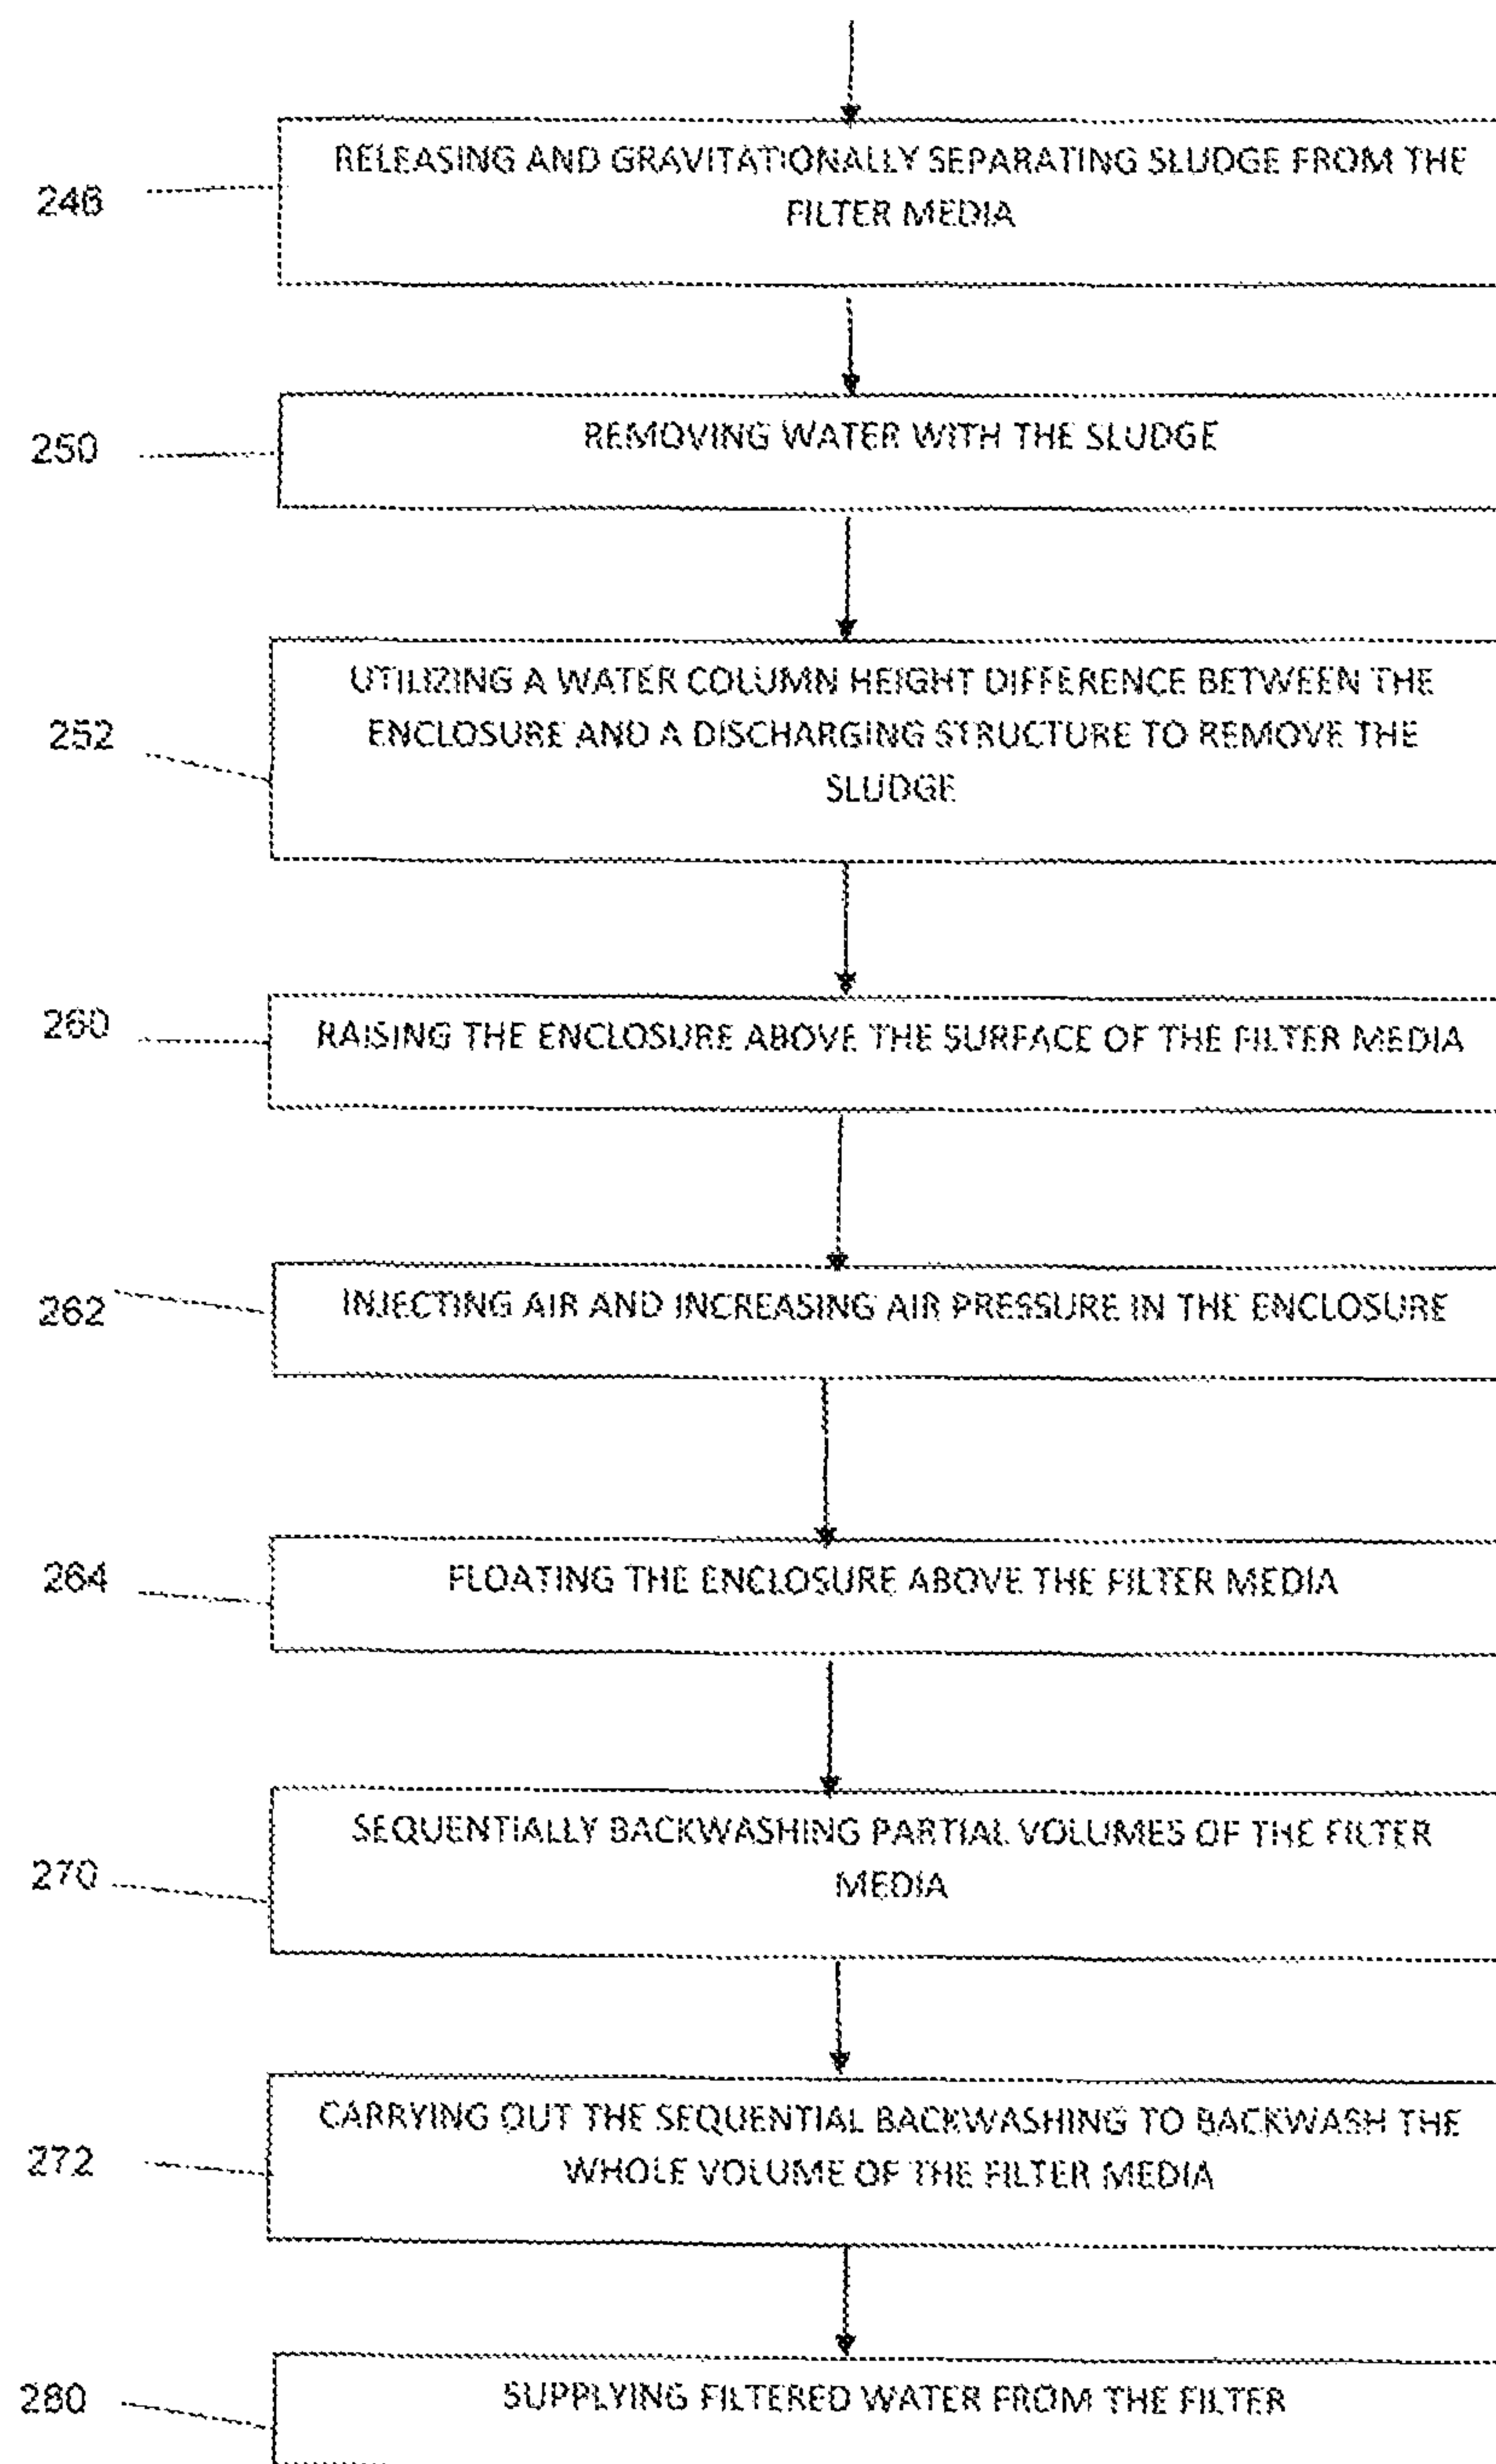 RELEASING AND GRAVITATIONALLY SEPARATING SLUDGE FROM THE
FILTER MEDIA
250
REMOVING WATER WITH THE SLUDGE
252
UTILIZING A WATER COLUMN HEIGHT DIFFERENCE BETWEEN THE
ENCLOSURE AND A DISCHARGING STRUCTURE TO REMOVE THE
SLUDGE
260
RAISING THE ENCLOSURE ABOVE THE SURFACE OF THE FILTER MEDIA
262
INJECTING AIR AND INCREASING AIR PRESSURE IN THE ENCLOSURE
264
FLOATING THE ENCLOSURE ABOVE THE FILTER MEDIA
270
SEQUENTIALLY BACKWASHING PARTIAL VOLUMES OF THE FILTER
MEDIA
272
CARRYING OUT THE SEQUENTIAL BACKWASHING TO BACKWASH THE
WHOLE VOLUME OF THE FILTER MEDIA
280
SUPPLYING FILTERED WATER FROM THE FILTER